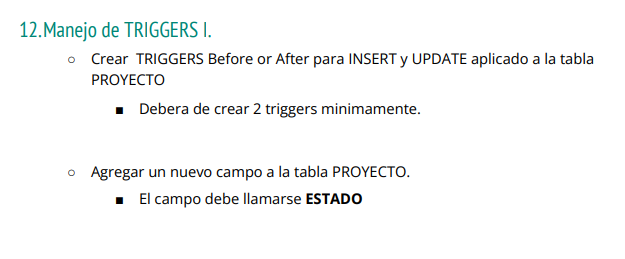 12.Manejo de TRIGGERS I.
○ Crear TRIGGERS Before or After para INSERT y UPDATE aplicado a la tabla
PROYECTO
■ Debera de crear 2 triggers minimamente.
○ Agregar un nuevo campo a la tabla PROYECTO.
■ El campo debe llamarse ESTADO